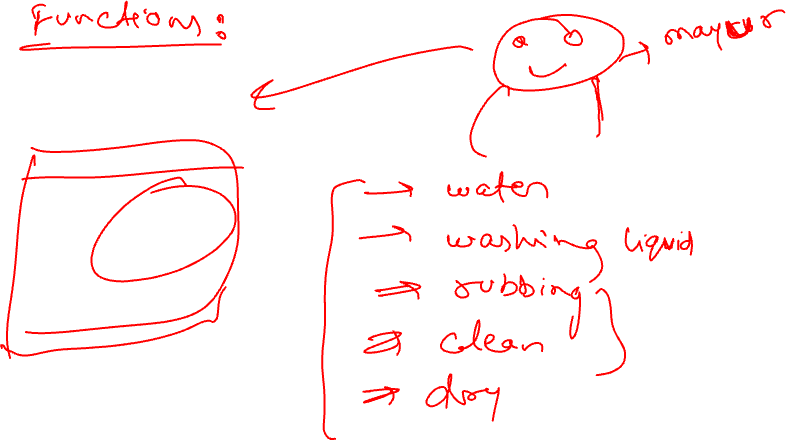 Functions:
mayur
water
washing liquid
rubbing
clean
dry